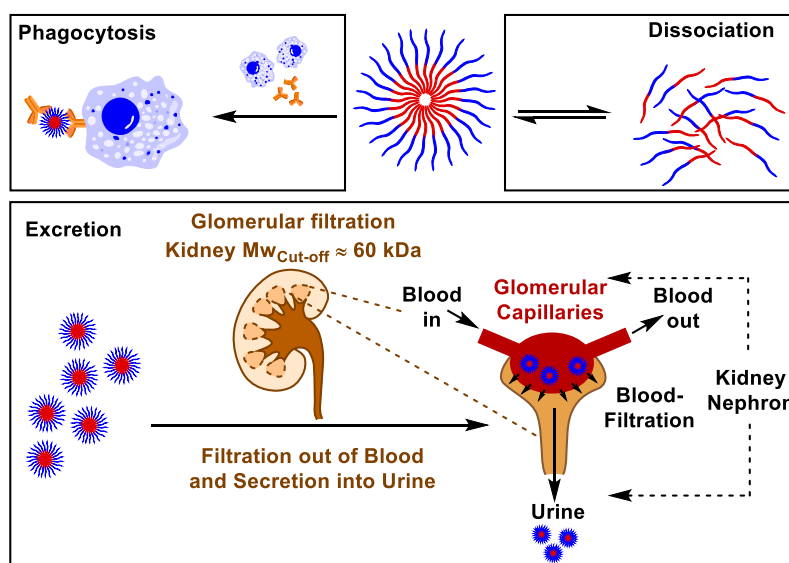 Phagocytosis
Dissociation
Excretion
Glomerular filtration
Kidney MwCut-off ≈ 60 kDa
Blood
in
Glomerular
Capillaries
Blood
out
Blood-
Filtration
Kidney
Nephron
Filtration out of Blood
and Secretion into Urine
Urine